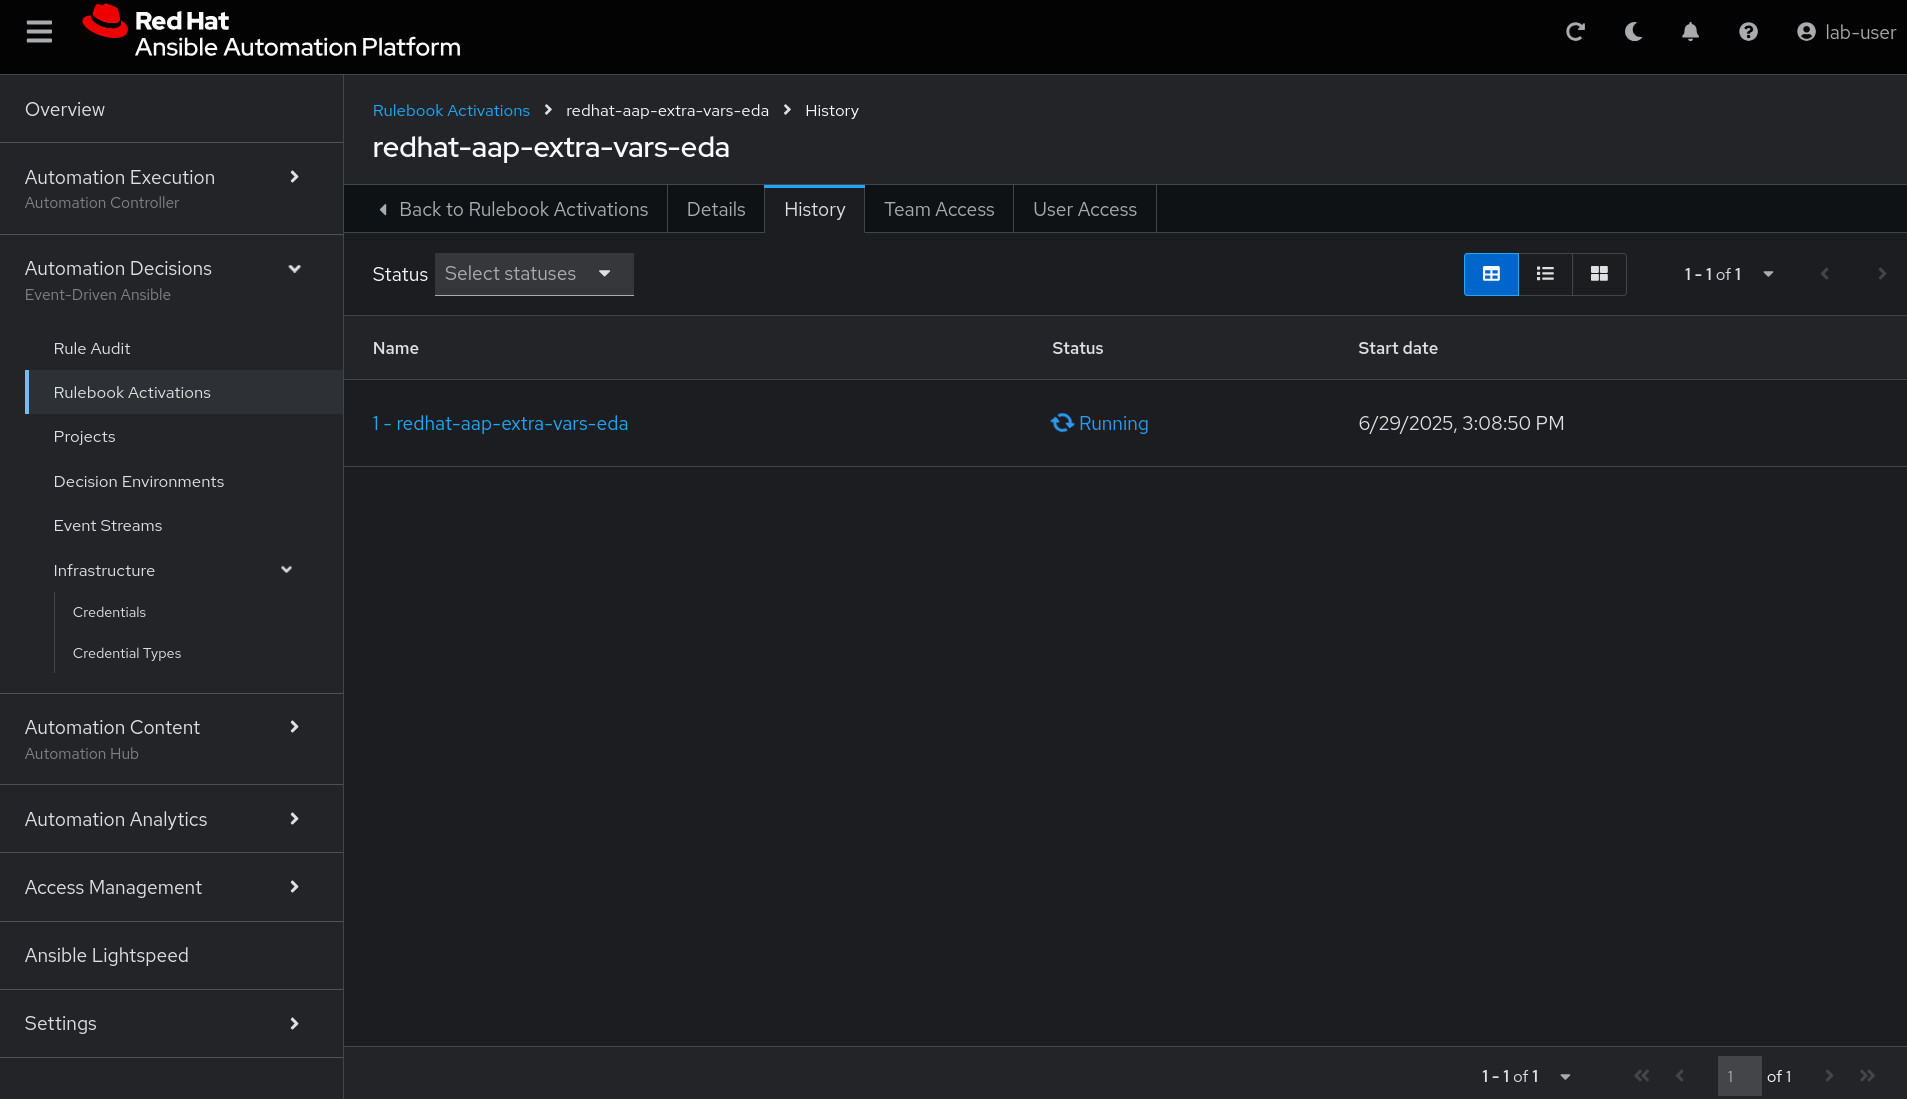 Red Hat
Ansible Automation Platform
lab-user
Overview
Automation Execution
Automation Controller
Automation Decisions
Event-Driven Ansible
Rule Audit
Rulebook Activations
Projects
Decision Environments
Event Streams
Infrastructure
Credentials
Credential Types
Automation Content
Automation Hub
Automation Analytics
Access Management
Ansible Lightspeed
Settings
Rulebook Activations redhat-aap-extra-vars-eda History
redhat-aap-extra-vars-eda
Back to Rulebook Activations Details History Team Access User Access
Status Select statuses 1 - 1 of 1
Name Status Start date
1 - redhat-aap-extra-vars-eda Running 6/29/2025, 3:08:50 PM
1 - 1 of 1 1 of 1